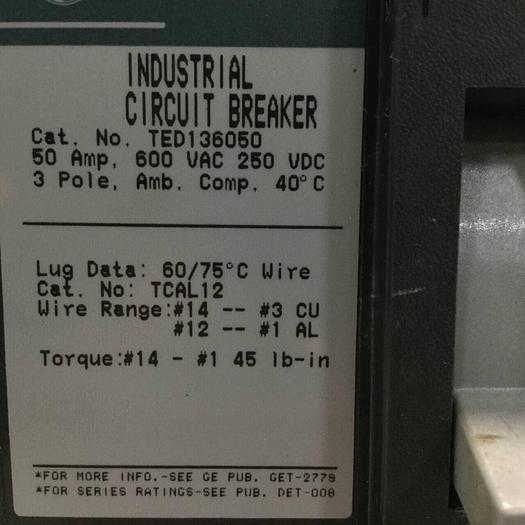 INDUSTRIAL
CIRCUIT BREAKER
Cat. No. TED136050
50 Amp, 600 VAC 250 VDC
3 Pole, Amb. Comp. 40°C
Lug Data: 60/75°C Wire
Cat. No: TCAL12
Wire Range:#14 -- #3 CU
#12 -- #1 AL
Torque:#14 - #1 45 lb-in
*FOR MORE INFO.-SEE GE PUB. GET-2779
*FOR SERIES RATINGS-SEE PUB. DET-008